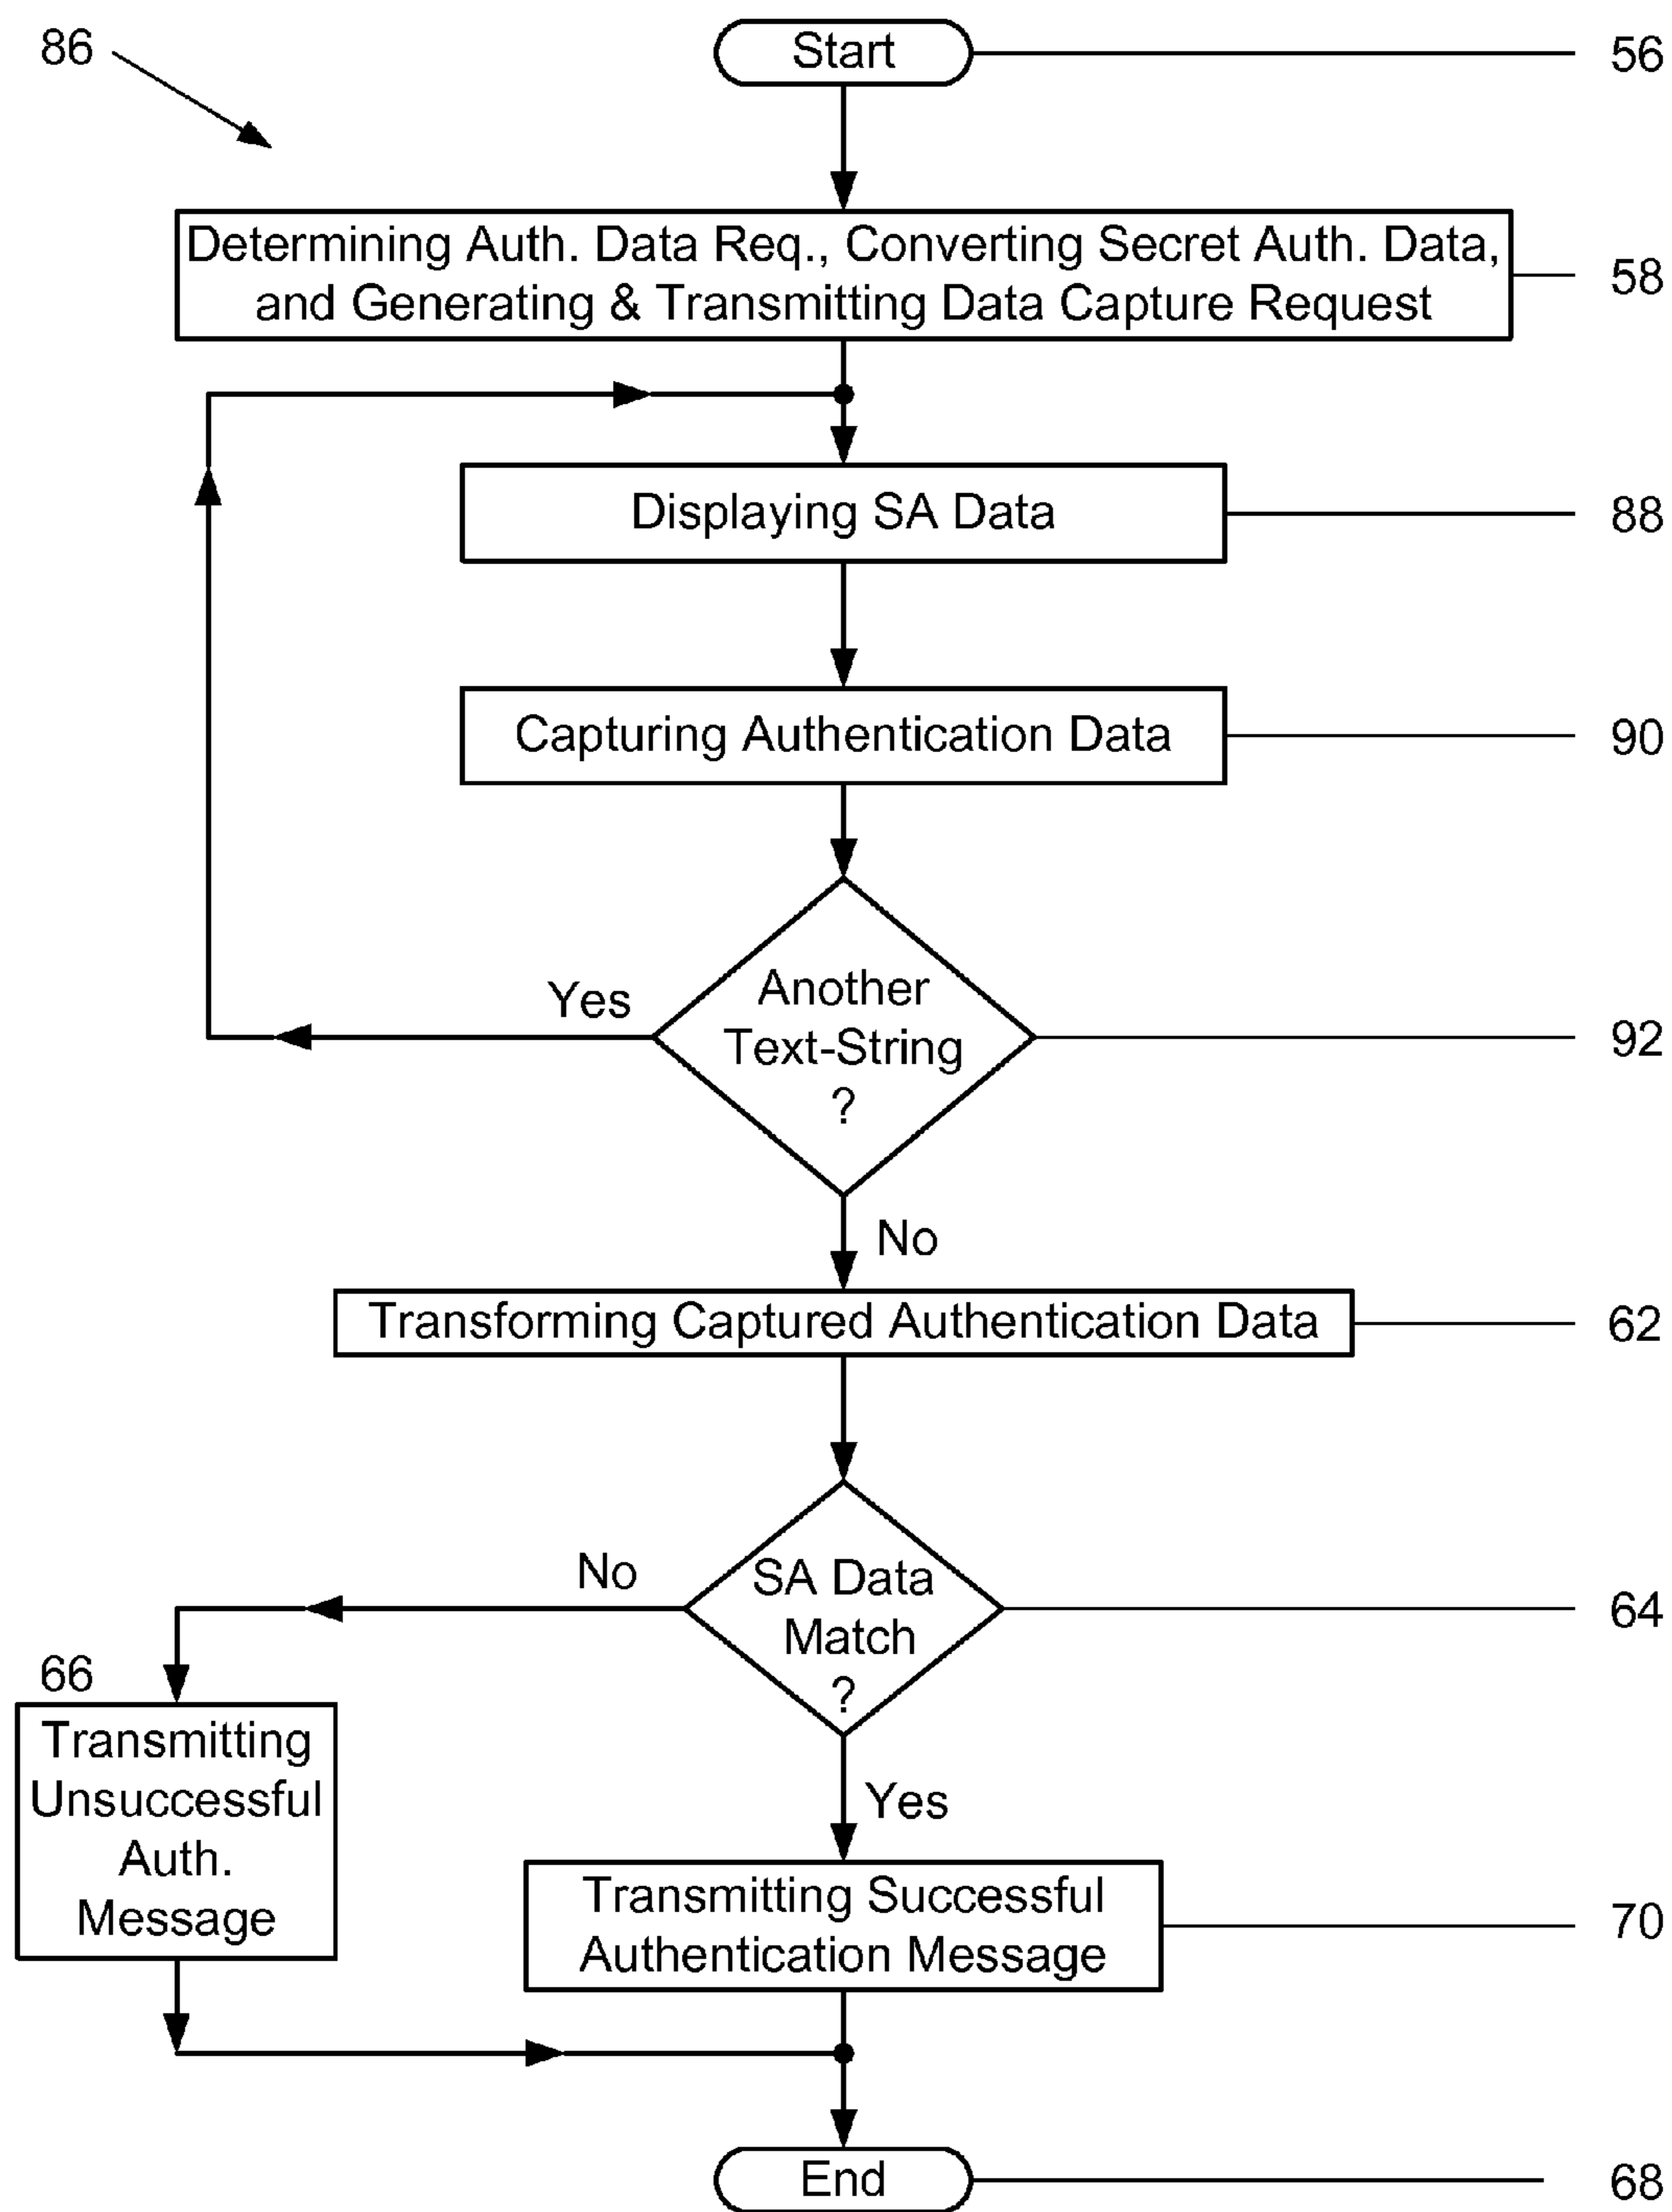 86
Start
56
Determining Auth. Data Req., Converting Secret Auth. Data,
and Generating & Transmitting Data Capture Request
58
Displaying SA Data
88
Capturing Authentication Data
90
Another
Text-String
?
Yes
92
No
Transforming Captured Authentication Data
62
No
SA Data
Match
?
64
66
Transmitting
Unsuccessful
Auth.
Message
Yes
Transmitting Successful
Authentication Message
70
End
68